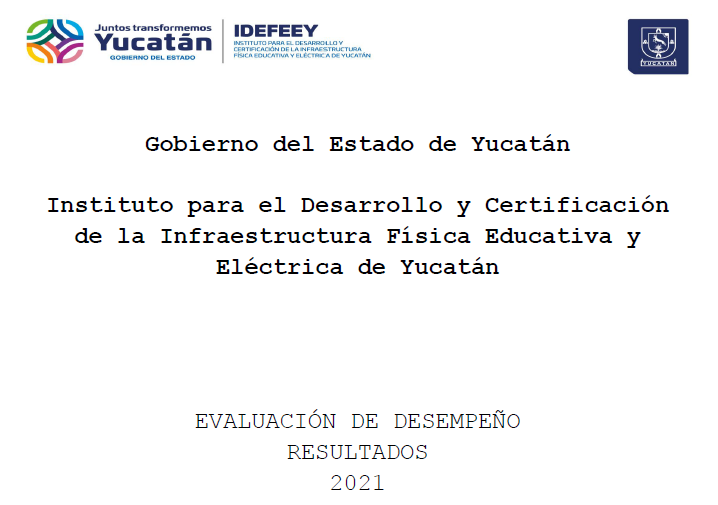 Juntos transformemos
Yucatán
GOBIERNO DEL ESTADO
IDEFEEY
INSTITUTO PARA EL DESARROLLO Y
CERTIFICACIÓN DE LA INFRAESTRUCTURA
FÍSICA EDUCATIVA Y ELÉCTRICA DE YUCATÁN
YUCATÁN
Gobierno del Estado de Yucatán
Instituto para el Desarrollo y Certificación
de la Infraestructura Física Educativa y
Eléctrica de Yucatán
EVALUACIÓN DE DESEMPEÑO
RESULTADOS
2021